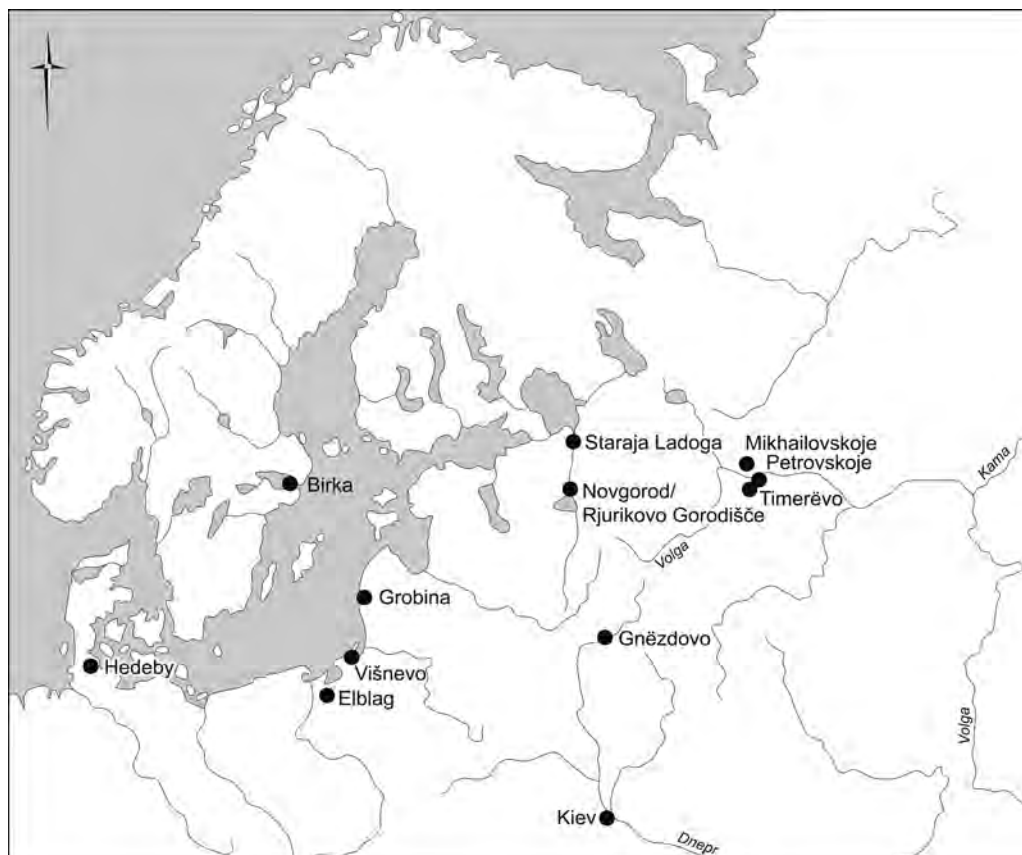 Staraja Ladoga
Mikhailovskoje
Petrovskoje
Timerëvo
Kama
Birka
Novgorod/
Rjurikovo Gorodišče
Volga
Grobina
Gnëzdovo
Hedeby
Višnevo
Elblag
Volga
Kiev
Dnepr